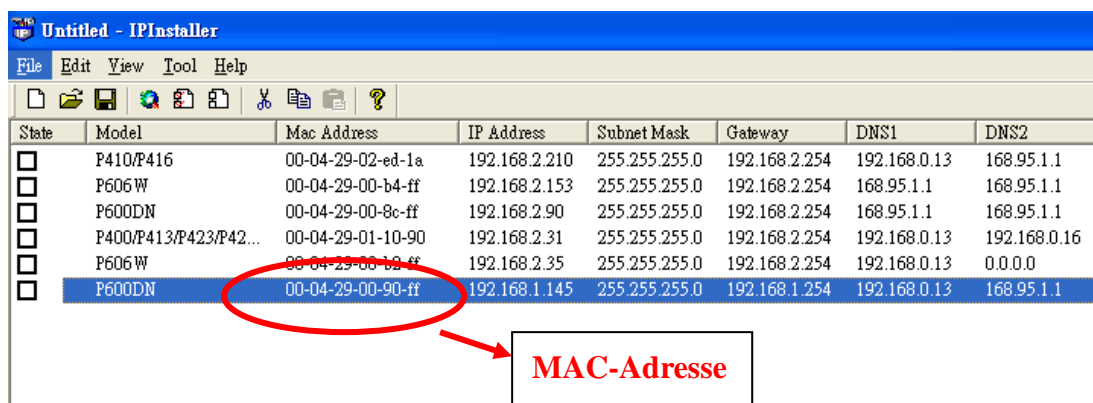 Untitled - IPInstaller
File Edit View Tool Help
State Model Mac Address IP Address Subnet Mask Gateway DNS1 DNS2
P410/P416 00-04-29-02-ed-1a 192.168.2.210 255.255.255.0 192.168.2.254 192.168.0.13 168.95.1.1
P606W 00-04-29-00-b4-ff 192.168.2.153 255.255.255.0 192.168.2.254 168.95.1.1 168.95.1.1
P600DN 00-04-29-00-8c-ff 192.168.2.90 255.255.255.0 192.168.2.254 168.95.1.1 168.95.1.1
P400/P413/P423/P42... 00-04-29-01-10-90 192.168.2.31 255.255.255.0 192.168.2.254 192.168.0.13 192.168.0.16
P606W 00-04-29-00-b2-ff 192.168.2.35 255.255.255.0 192.168.2.254 192.168.0.13 0.0.0.0
P600DN 00-04-29-00-90-ff 192.168.1.145 255.255.255.0 192.168.1.254 192.168.0.13 168.95.1.1
MAC-Adresse